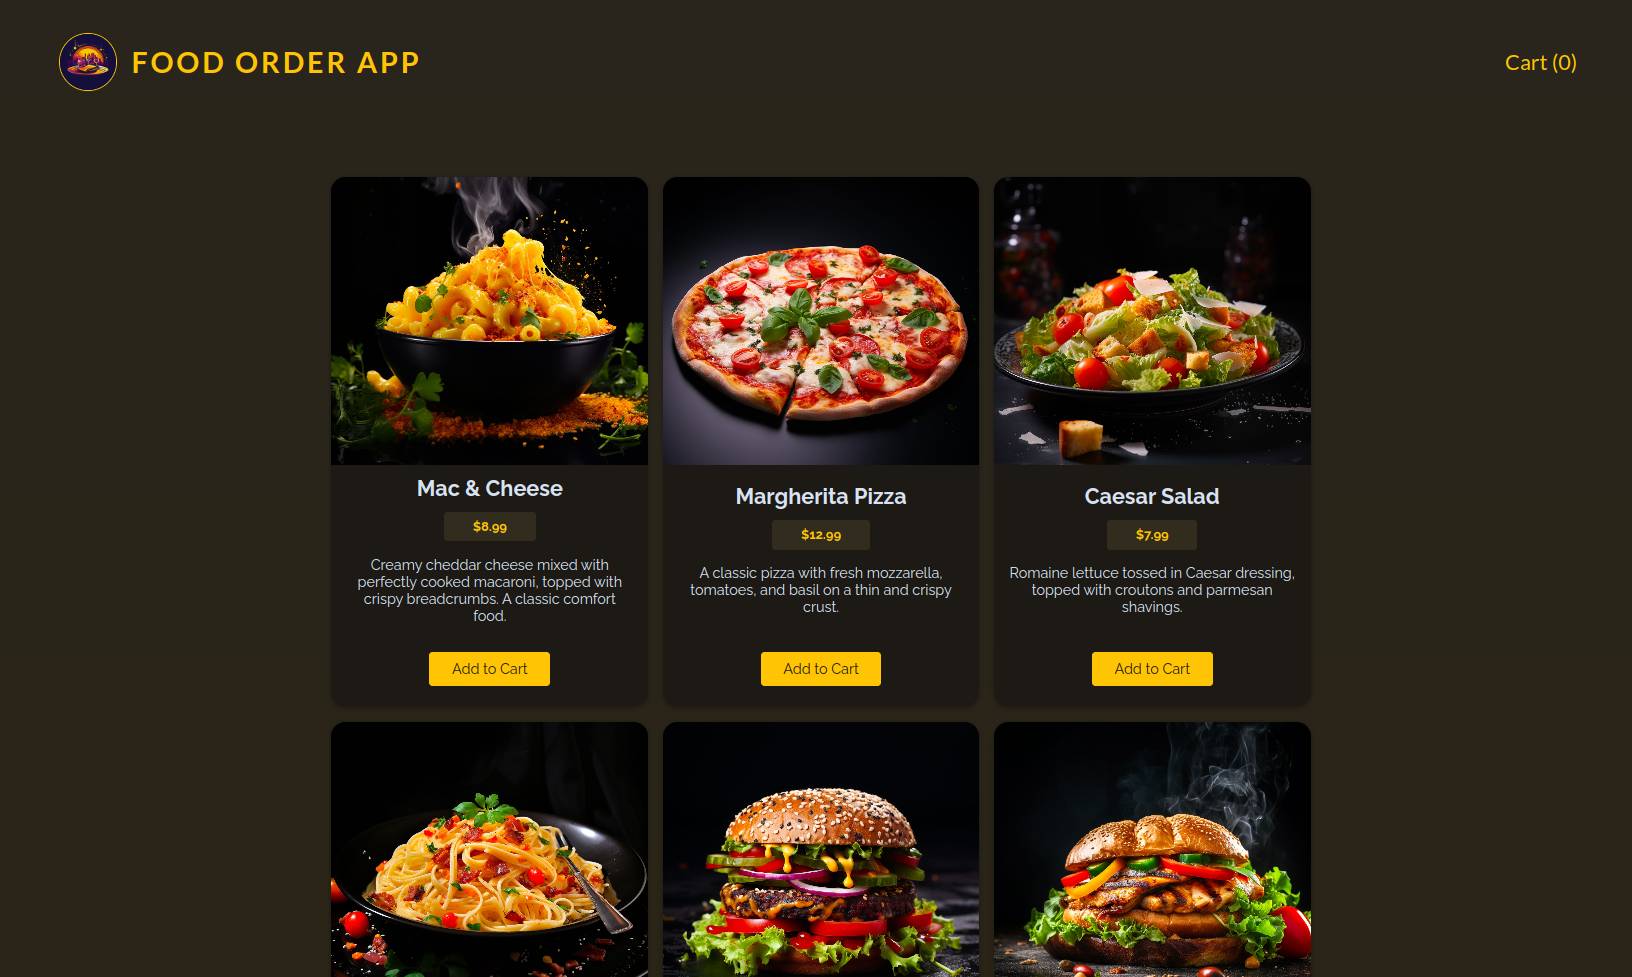 FOOD ORDER APP
Cart (0)
Mac & Cheese
$8.99
Creamy cheddar cheese mixed with
perfectly cooked macaroni, topped with
crispy breadcrumbs. A classic comfort
food.
Add to Cart
Margherita Pizza
$12.99
A classic pizza with fresh mozzarella,
tomatoes, and basil on a thin and crispy
crust.
Add to Cart
Caesar Salad
$7.99
Romaine lettuce tossed in Caesar dressing,
topped with croutons and parmesan
shavings.
Add to Cart